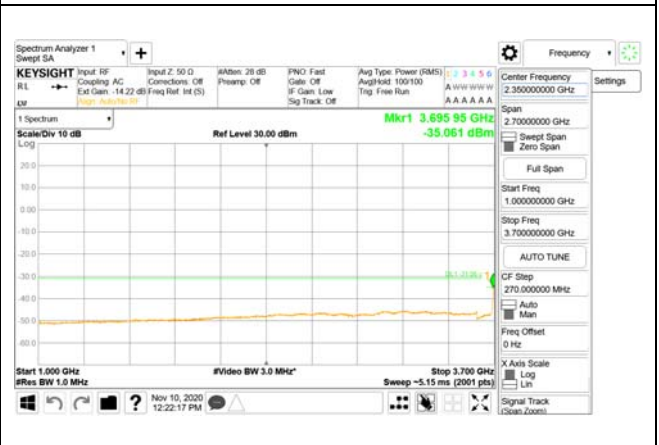 Spectrum Analyzer 1
Swept SA
+
Frequency
KEYSIGHT
RL
Input: RF
Coupling: AC
Ext Gain: -14.22 dB
Align: Auto/No RF
Input Z: 50 Ω
Corrections: Off
Freq Ref: Int (S)
#Atten: 28 dB
Preamp: Off
PNO: Fast
Gate: Off
IF Gain: Low
Sig Track: Off
Avg Type: Power (RMS)
Avg|Hold: 100/100
Trig: Free Run
1 2 3 4 5 6
A W W W W W
A A A A A A
Settings
1 Spectrum
Scale/Div 10 dB
Log
Ref Level 30.00 dBm
Mkr1 3.695 95 GHz
-35.061 dBm
20.0
10.0
0.00
-10.0
-20.0
-30.0
-40.0
-50.0
-60.0
1
Start 1.000 GHz
#Res BW 1.0 MHz
#Video BW 3.0 MHz*
Stop 3.700 GHz
Sweep ~5.15 ms (2001 pts)
Center Frequency
2.350000000 GHz
Span
2.70000000 GHz
Swept Span
Zero Span
Full Span
Start Freq
1.000000000 GHz
Stop Freq
3.700000000 GHz
AUTO TUNE
CF Step
270.000000 MHz
Auto
Man
Freq Offset
0 Hz
X Axis Scale
Log
Lin
Signal Track
(Span Zoom)
?
Nov 10, 2020
12:22:17 PM